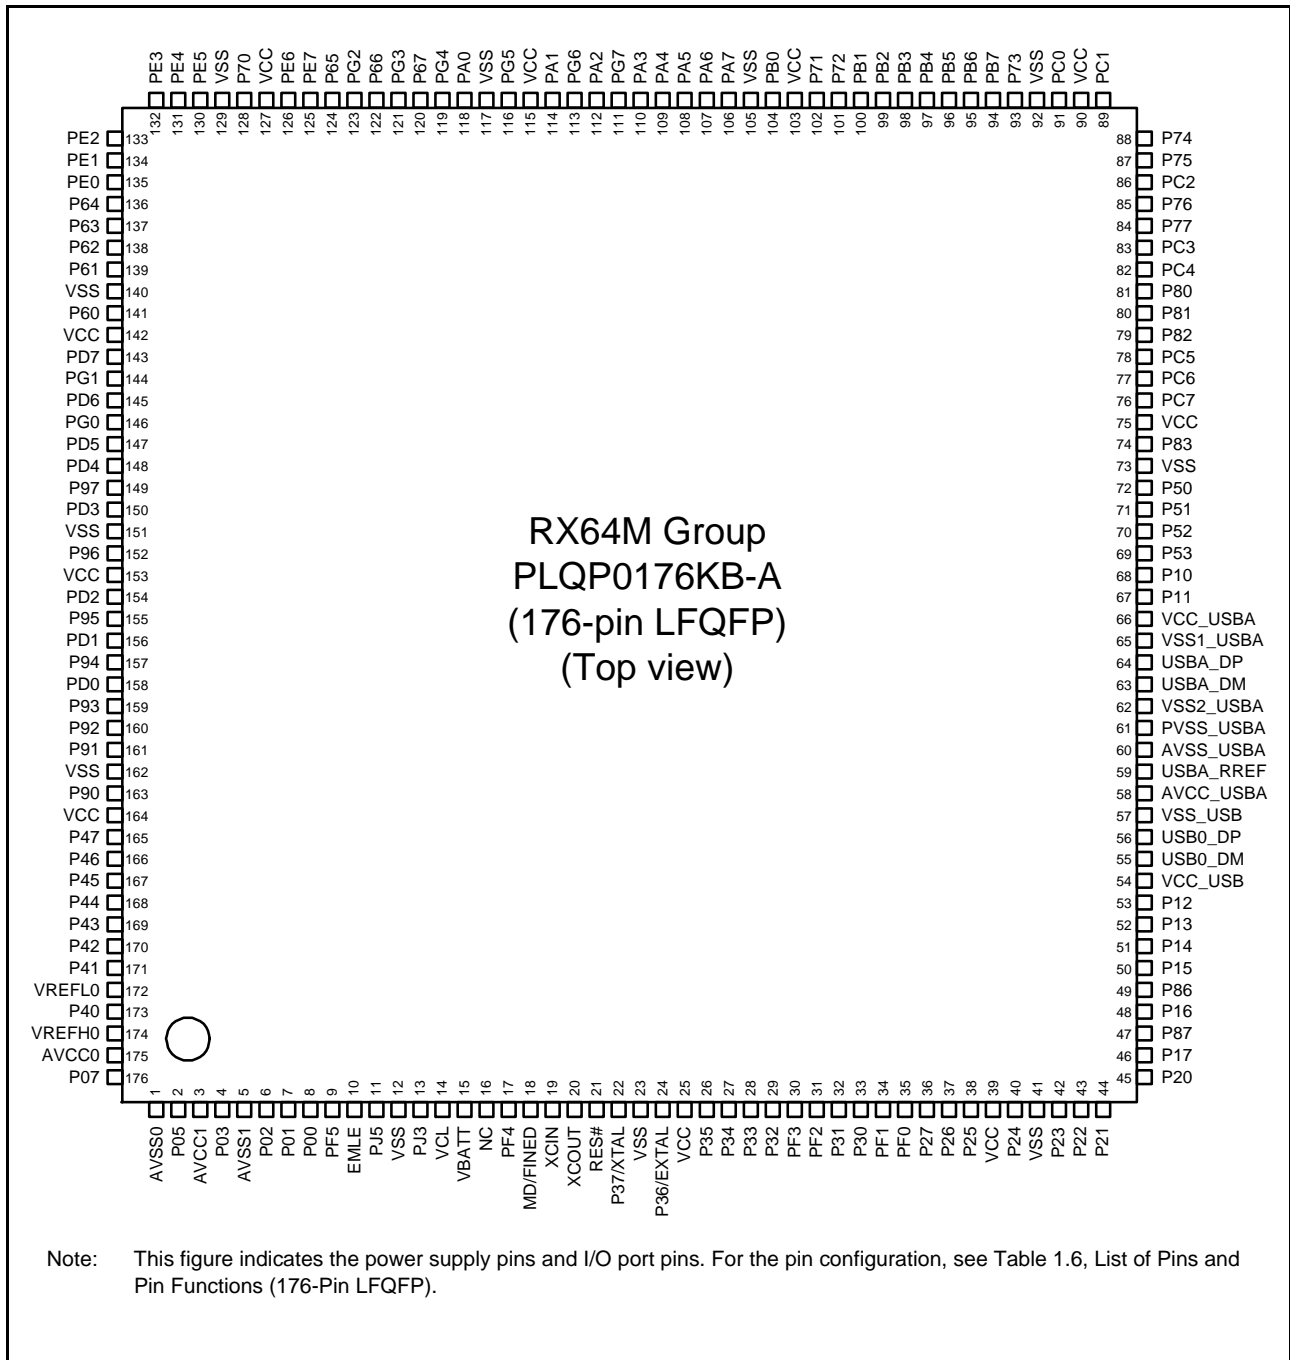 PE3 PE4 PE5 VSS P70 VCC PE6 PE7 P65 PG2 P66 PG3 P67 PG4 PA0 VSS PG5 VCC PA1 PG6 PA2 PG7 PA3 PA4 PA5 PA6 PA7 VSS PB0 VCC P71 P72 PB1 PB2 PB3 PB4 PB5 PB6 PB7 P73 VSS PC0 VCC PC1
132 131 130 129 128 127 126 125 124 123 122 121 120 119 118 117 116 115 114 113 112 111 110 109 108 107 106 105 104 103 102 101 100 99 98 97 96 95 94 93 92 91 90 89
PE2 133 88 P74
PE1 134 87 P75
PE0 135 86 PC2
P64 136 85 P76
P63 137 84 P77
P62 138 83 PC3
P61 139 82 PC4
VSS 140 81 P80
P60 141 80 P81
VCC 142 79 P82
PD7 143 78 PC5
PG1 144 77 PC6
PD6 145 76 PC7
PG0 146 75 VCC
PD5 147 74 P83
PD4 148 73 VSS
P97 149 72 P50
PD3 150 71 P51
VSS 151 70 P52
P96 152 69 P53
VCC 153 68 P10
PD2 154 67 P11
P95 155 66 VCC_USBA
PD1 156 65 VSS1_USBA
P94 157 64 USBA_DP
PD0 158 63 USBA_DM
P93 159 62 VSS2_USBA
P92 160 61 PVSS_USBA
P91 161 60 AVSS_USBA
VSS 162 59 USBA_RREF
P90 163 58 AVCC_USBA
VCC 164 57 VSS_USB
P47 165 56 USB0_DP
P46 166 55 USB0_DM
P45 167 54 VCC_USB
P44 168 53 P12
P43 169 52 P13
P42 170 51 P14
P41 171 50 P15
VREFL0 172 49 P86
P40 173 48 P16
VREFH0 174 47 P87
AVCC0 175 46 P17
P07 176 45 P20
RX64M Group
PLQP0176KB-A
(176-pin LFQFP)
(Top view)
1 2 3 4 5 6 7 8 9 10 11 12 13 14 15 16 17 18 19 20 21 22 23 24 25 26 27 28 29 30 31 32 33 34 35 36 37 38 39 40 41 42 43 44
AVSS0 P05 AVCC1 P03 AVSS1 P02 P01 P00 PF5 EMLE PJ5 VSS PJ3 VCL VBATT NC PF4 MD/FINED XCIN XCOUT RES# P37/XTAL VSS P36/EXTAL VCC P35 P34 P33 P32 PF3 PF2 P31 P30 PF1 PF0 P27 P26 P25 VCC P24 VSS P23 P22 P21
Note: This figure indicates the power supply pins and I/O port pins. For the pin configuration, see Table 1.6, List of Pins and
Pin Functions (176-Pin LFQFP).